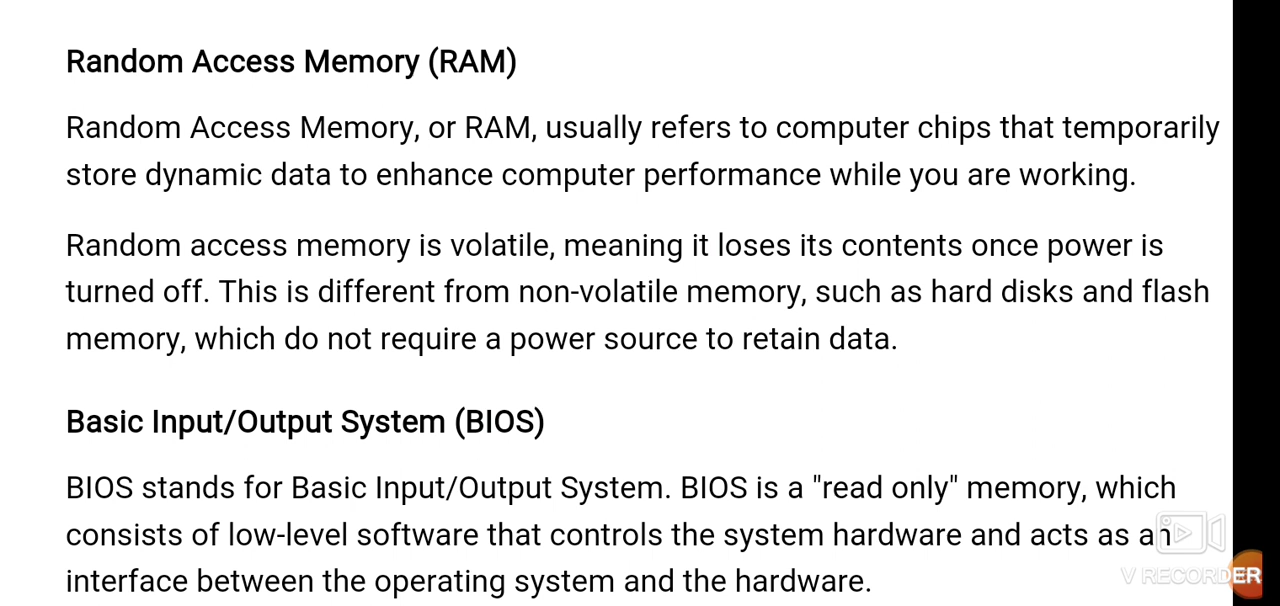 Random Access Memory (RAM)
Random Access Memory, or RAM, usually refers to computer chips that temporarily
store dynamic data to enhance computer performance while you are working.
Random access memory is volatile, meaning it loses its contents once power is
turned off. This is different from non-volatile memory, such as hard disks and flash
memory, which do not require a power source to retain data.
Basic Input/Output System (BIOS)
BIOS stands for Basic Input/Output System. BIOS is a "read only" memory, which
consists of low-level software that controls the system hardware and acts as an
interface between the operating system and the hardware.
V RECORDER